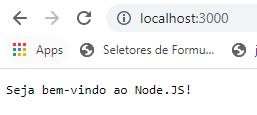 localhost:3000
Apps
Seletores de Formu...
j
Seja bem-vindo ao Node.JS!